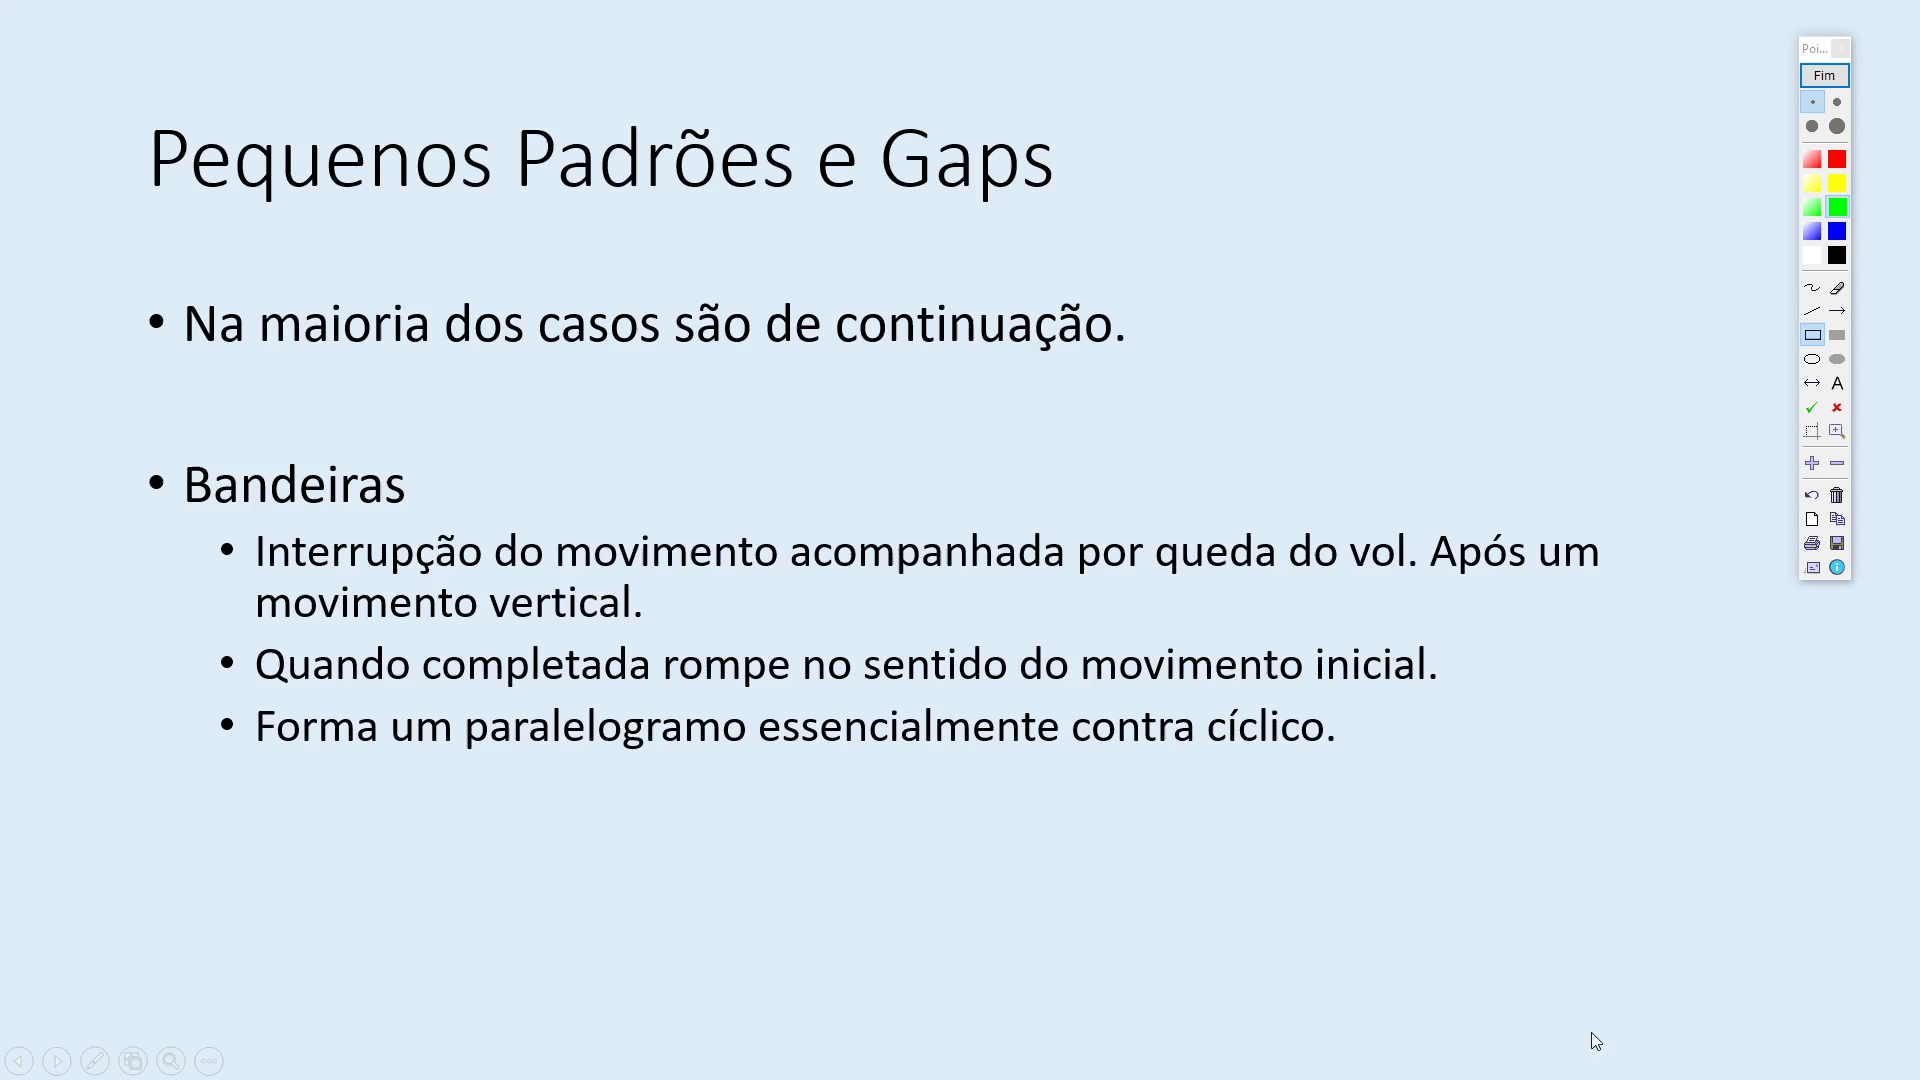 Poi...
Fim
Pequenos Padrões e Gaps
• Na maioria dos casos são de continuação.
• Bandeiras
• Interrupção do movimento acompanhada por queda do vol. Após um
movimento vertical.
• Quando completada rompe no sentido do movimento inicial.
• Forma um paralelogramo essencialmente contra cíclico.